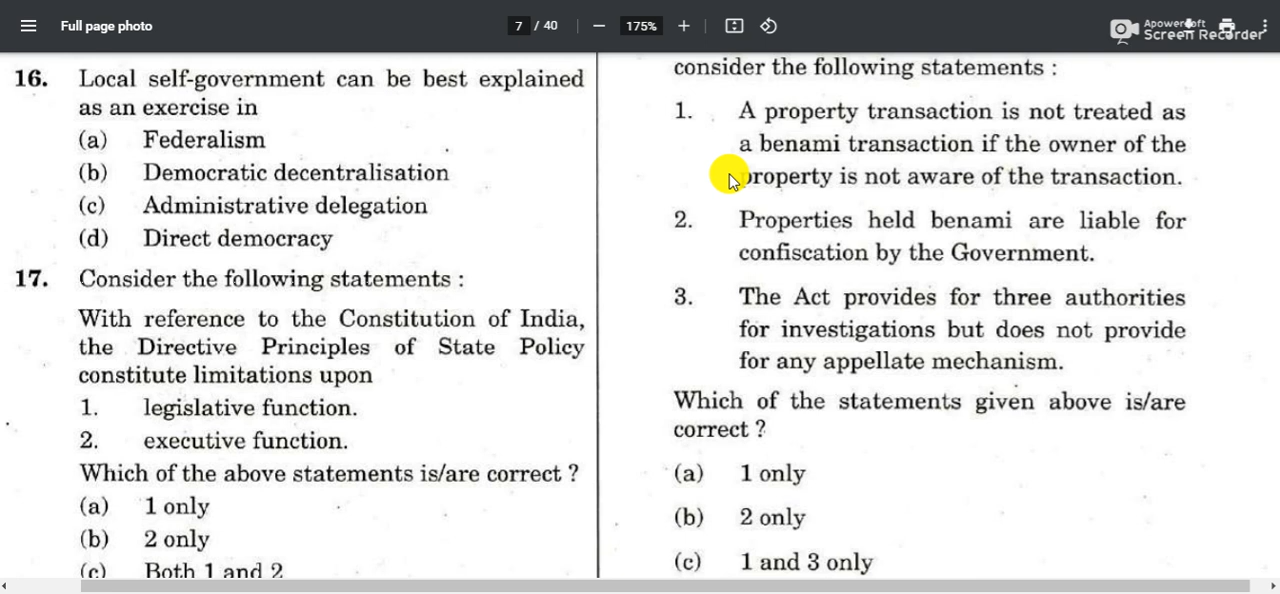 Full page photo
7 / 40
175%
Apowersoft
Screen Recorder
16. Local self-government can be best explained
as an exercise in
(a) Federalism
(b) Democratic decentralisation
(c) Administrative delegation
(d) Direct democracy
17. Consider the following statements :
With reference to the Constitution of India,
the Directive Principles of State Policy
constitute limitations upon
1. legislative function.
2. executive function.
Which of the above statements is/are correct ?
(a) 1 only
(b) 2 only
(c) Both 1 and 2
consider the following statements :
1. A property transaction is not treated as
a benami transaction if the owner of the
property is not aware of the transaction.
2. Properties held benami are liable for
confiscation by the Government.
3. The Act provides for three authorities
for investigations but does not provide
for any appellate mechanism.
Which of the statements given above is/are
correct ?
(a) 1 only
(b) 2 only
(c) 1 and 3 only